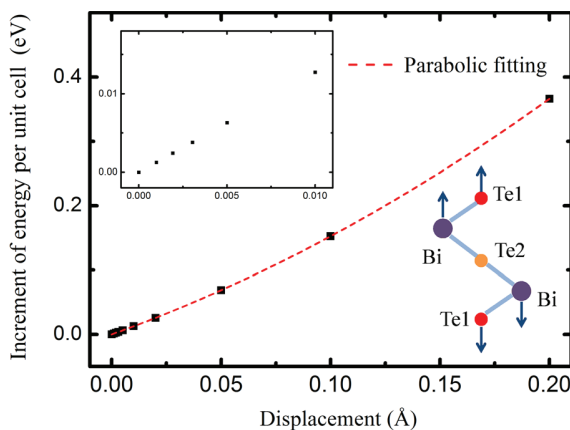 Increment of energy per unit cell (eV)
0.4
0.2
0.0
0.01
0.00
0.000
0.005
0.010
Parabolic fitting
Te1
Bi
Te2
Bi
Te1
0.00
0.05
0.10
0.15
0.20
Displacement (Å)